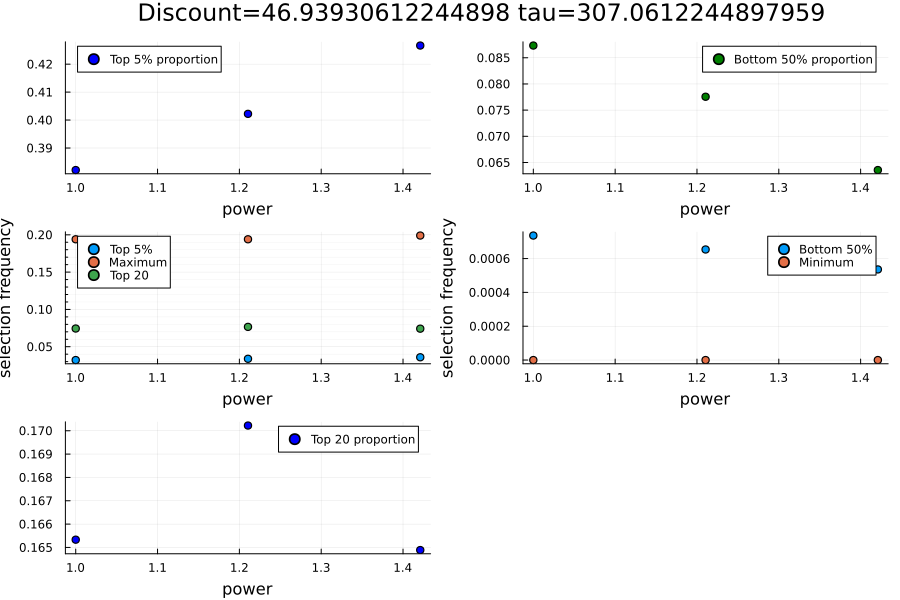 Discount=46.93930612244898 tau=307.0612244897959
Top 5% proportion
0.42
0.41
0.40
0.39
1.0 1.1 1.2 1.3 1.4
power
Bottom 50% proportion
0.085
0.080
0.075
0.070
0.065
1.0 1.1 1.2 1.3 1.4
power
selection frequency
Top 5%
Maximum
Top 20
0.20
0.15
0.10
0.05
1.0 1.1 1.2 1.3 1.4
power
selection frequency
Bottom 50%
Minimum
0.0006
0.0004
0.0002
0.0000
1.0 1.1 1.2 1.3 1.4
power
Top 20 proportion
0.170
0.169
0.168
0.167
0.166
0.165
1.0 1.1 1.2 1.3 1.4
power